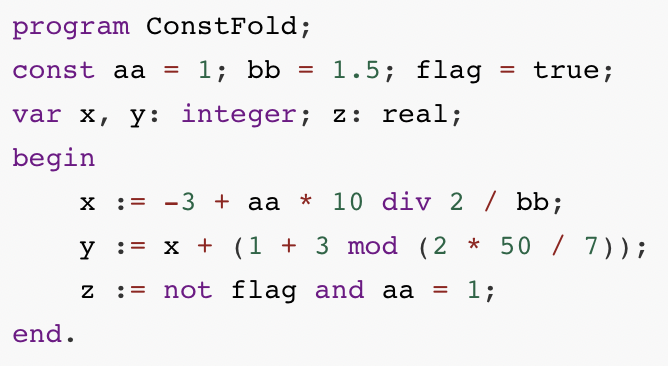 program ConstFold;
const aa = 1; bb = 1.5; flag = true;
var x, y: integer; z: real;
begin
    x := -3 + aa * 10 div 2 / bb;
    y := x + (1 + 3 mod (2 * 50 / 7));
    z := not flag and aa = 1;
end.